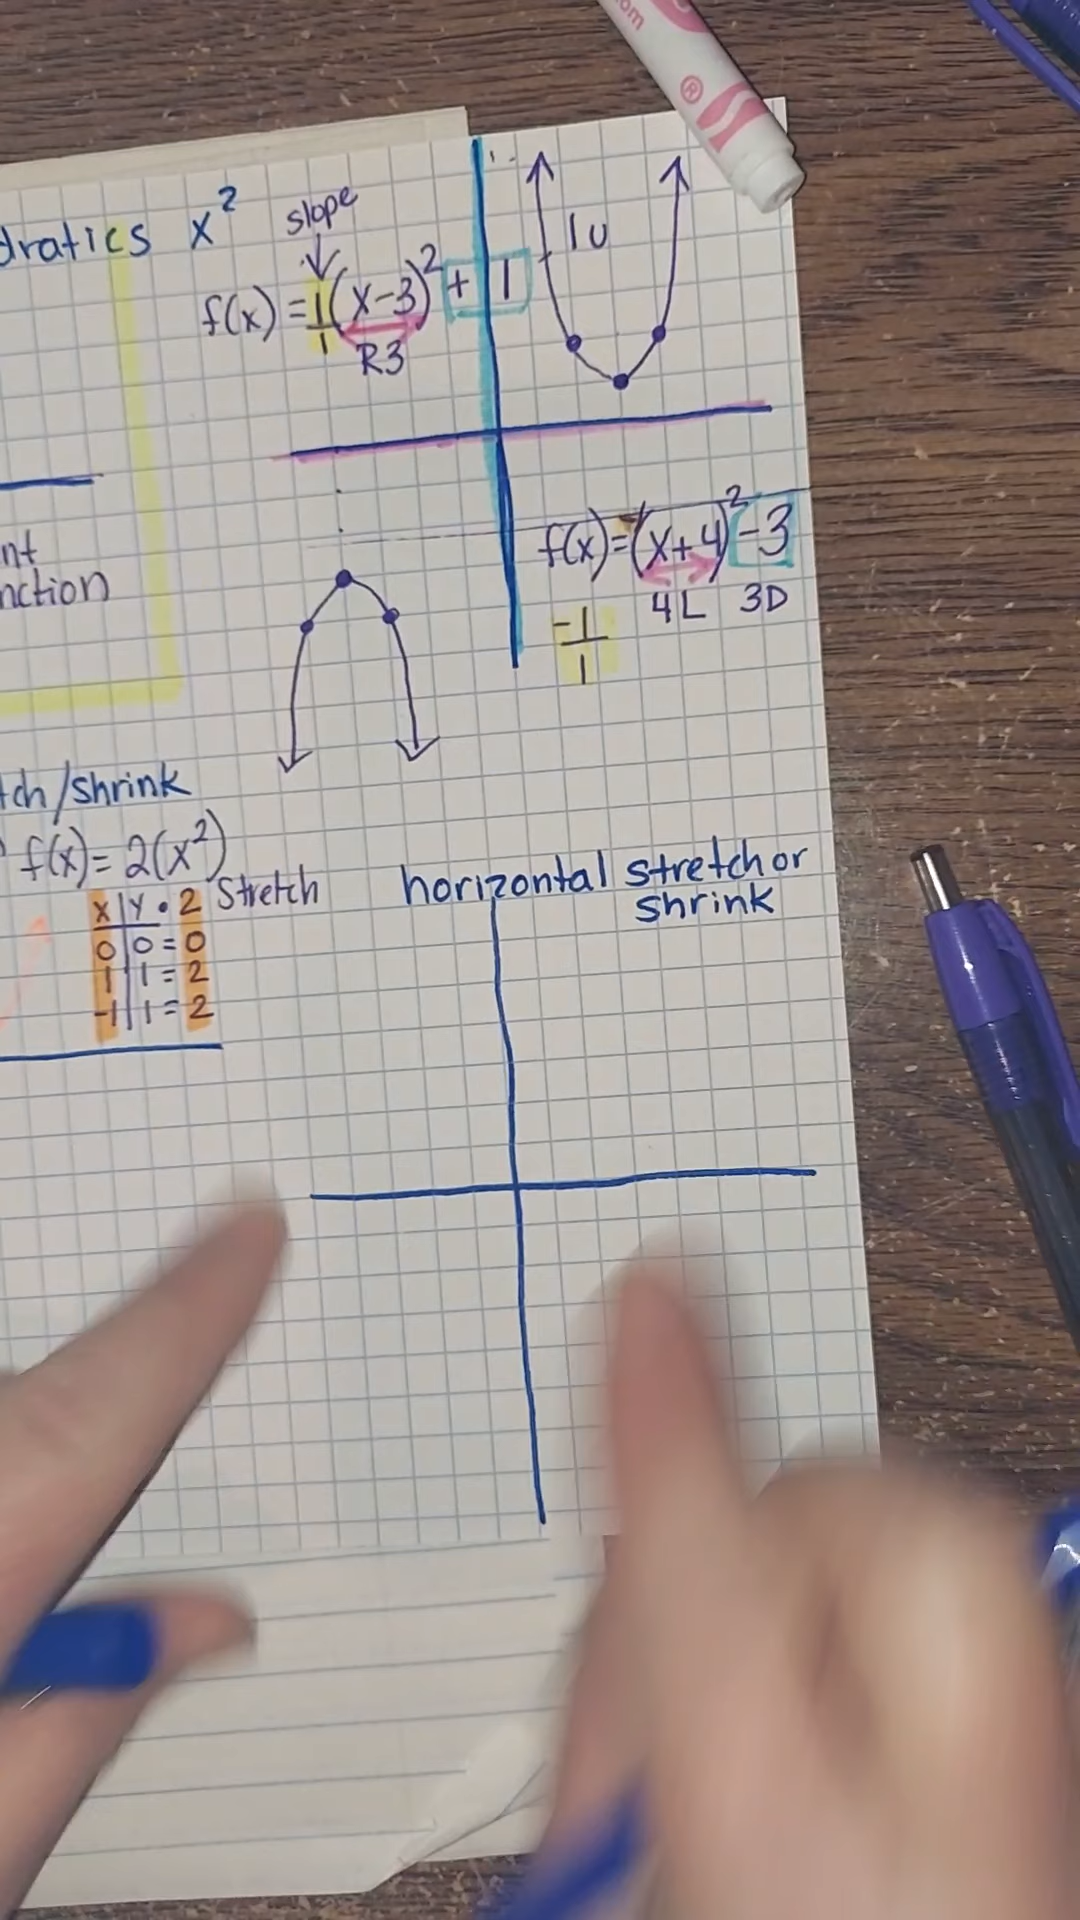 dratics x²
slope
f(x) = 1/1 (x-3)² + 1
R3
1U
nt
nction
f(x) = -(x+4)² -3
4L 3D
-1/1
tch/shrink
f(x) = 2(x²)
Stretch
x | y • 2
0 | 0 = 0
1 | 1 = 2
-1 | 1 = 2
horizontal stretch or
shrink
om
®